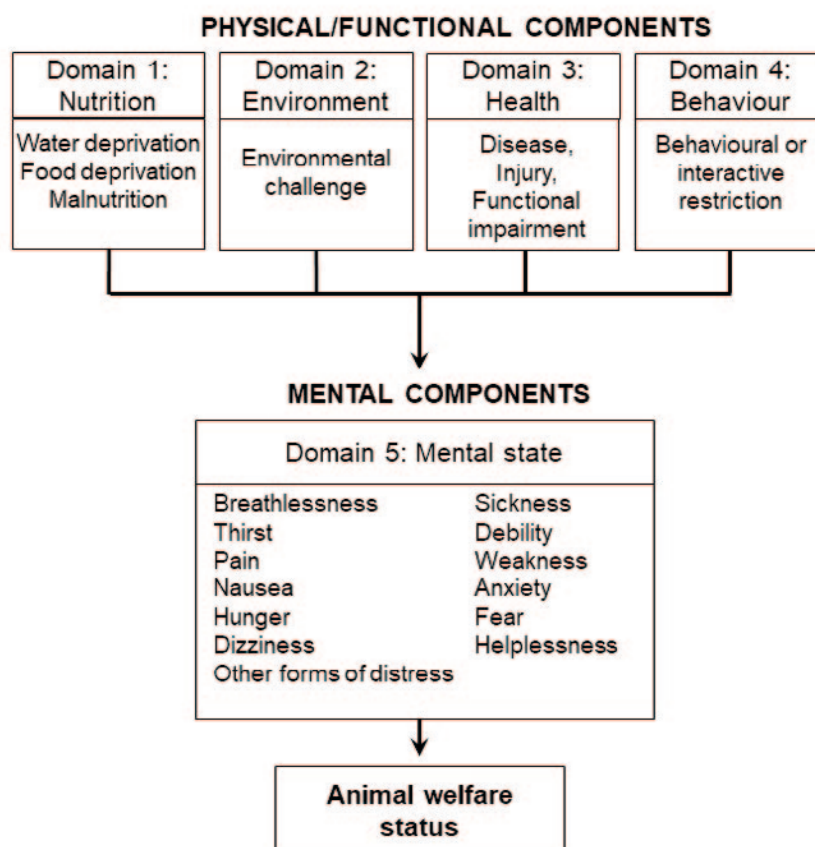 PHYSICAL/FUNCTIONAL COMPONENTS
Domain 1:
Nutrition
Water deprivation
Food deprivation
Malnutrition
Domain 2:
Environment
Environmental
challenge
Domain 3:
Health
Disease,
Injury,
Functional
impairment
Domain 4:
Behaviour
Behavioural or
interactive
restriction
MENTAL COMPONENTS
Domain 5: Mental state
Breathlessness
Thirst
Pain
Nausea
Hunger
Dizziness
Other forms of distress
Sickness
Debility
Weakness
Anxiety
Fear
Helplessness
Animal welfare
status